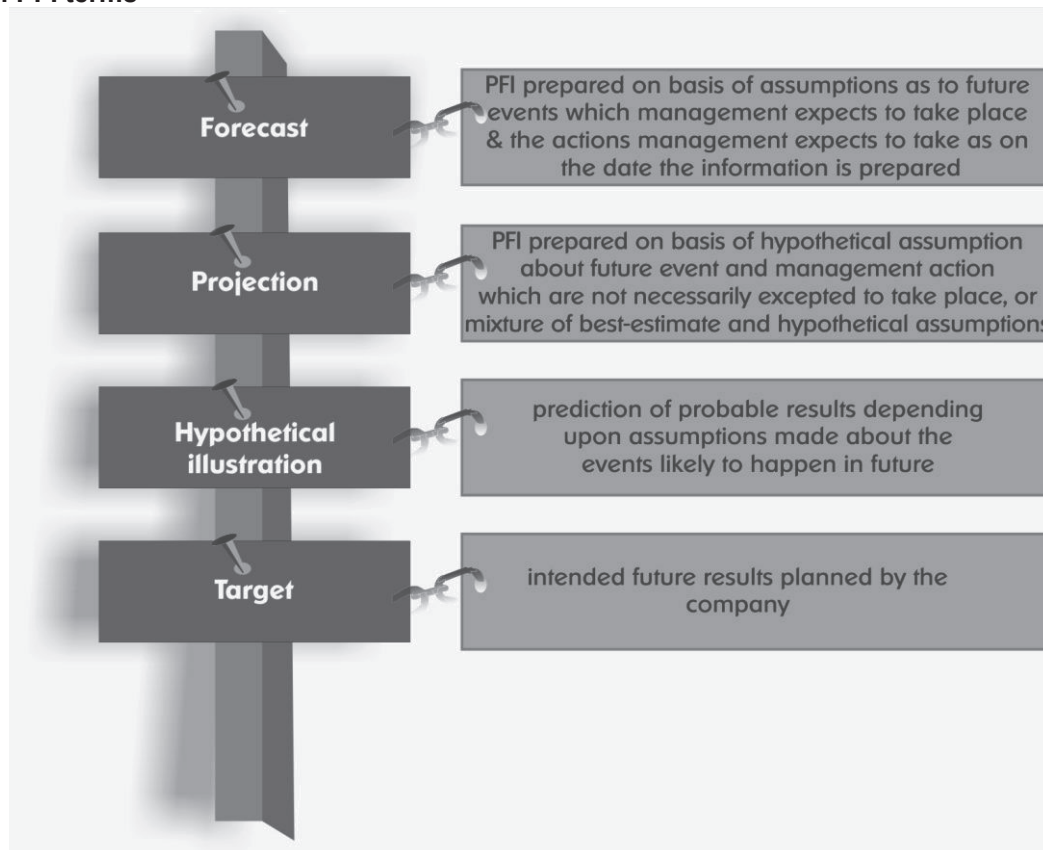 terms
Forecast
PFI prepared on basis of assumptions as to future
events which management expects to take place
& the actions management expects to take as on
the date the information is prepared
Projection
PFI prepared on basis of hypothetical assumption
about future event and management action
which are not necessarily excepted to take place, or
mixture of best-estimate and hypothetical assumptions
Hypothetical
illustration
prediction of probable results depending
upon assumptions made about the
events likely to happen in future
Target
intended future results planned by the
company